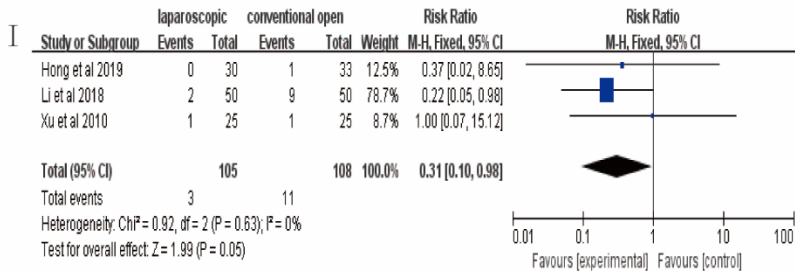 laparoscopic conventional open Risk Ratio Risk Ratio
I Study or Subgroup Events Total Events Total Weight M-H, Fixed, 95% CI M-H, Fixed, 95% CI
Hong et al 2019 0 30 1 33 12.5% 0.37 [0.02, 8.65]
Li et al 2018 2 50 9 50 78.7% 0.22 [0.05, 0.98]
Xu et al 2010 1 25 1 25 8.7% 1.00 [0.07, 15.12]
Total (95% CI) 105 108 100.0% 0.31 [0.10, 0.98]
Total events 3 11
Heterogeneity: Chi² = 0.92, df = 2 (P = 0.63); I² = 0%
Test for overall effect: Z = 1.99 (P = 0.05)
0.01 0.1 1 10 100
Favours [experimental] Favours [control]